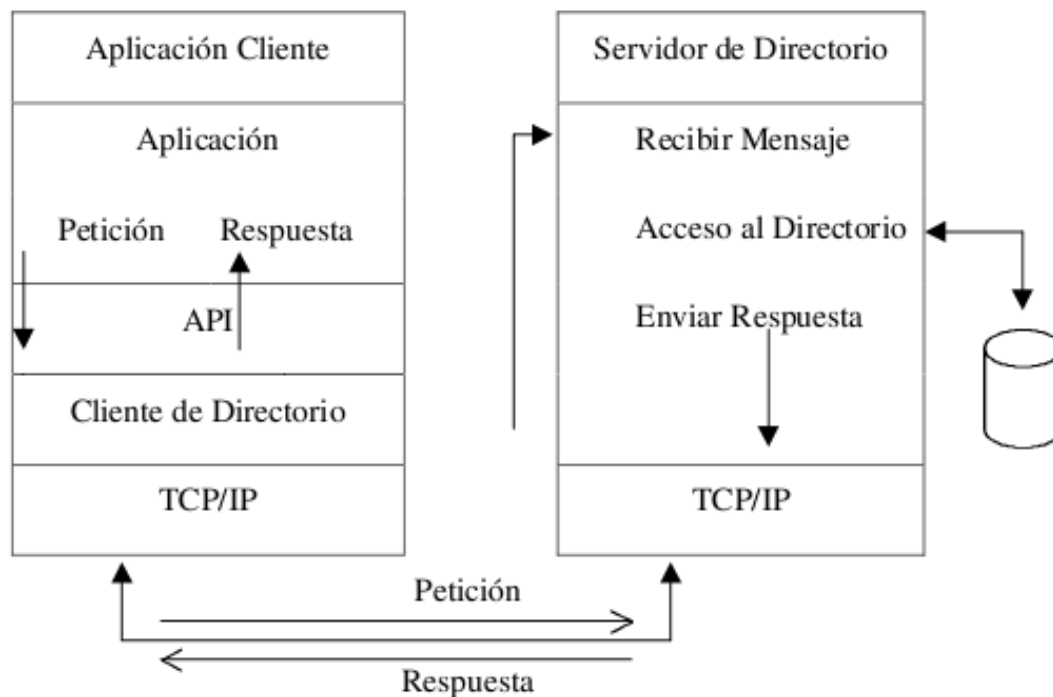 Aplicación Cliente
Aplicación
Petición Respuesta
API
Cliente de Directorio
TCP/IP
Servidor de Directorio
Recibir Mensaje
Acceso al Directorio
Enviar Respuesta
TCP/IP
Petición
Respuesta